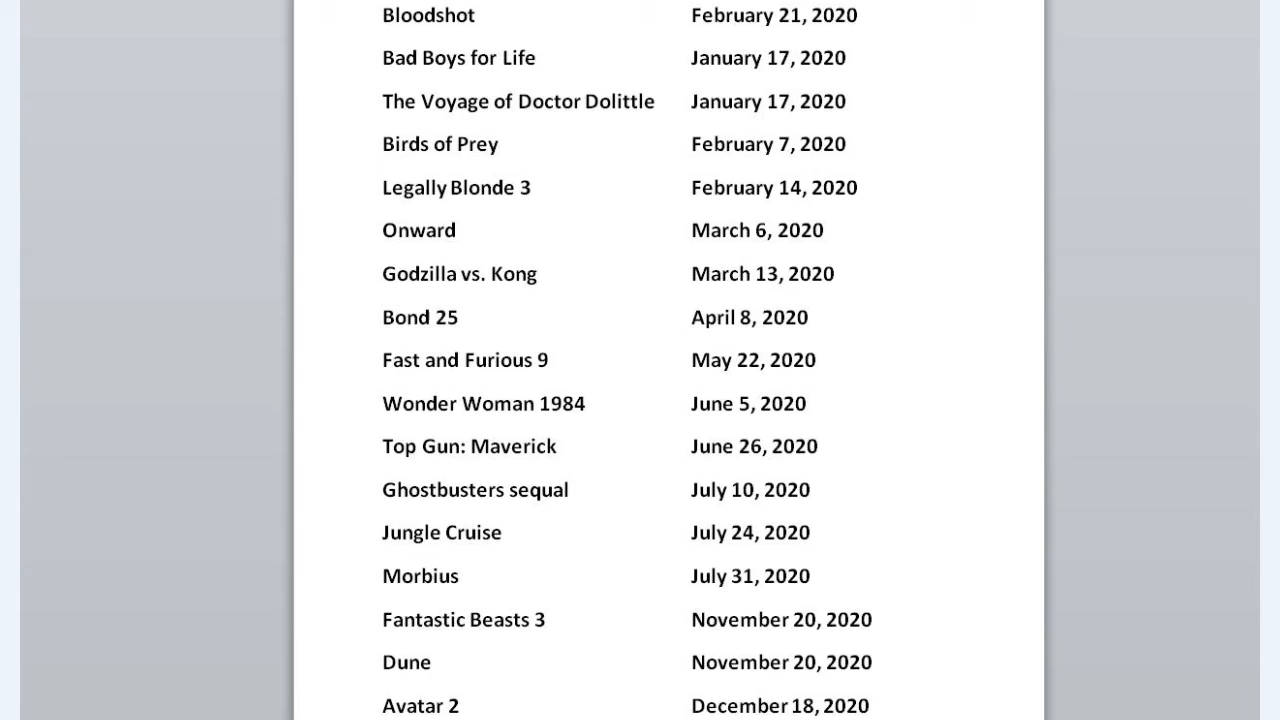 Bloodshot February 21, 2020
Bad Boys for Life January 17, 2020
The Voyage of Doctor Dolittle January 17, 2020
Birds of Prey February 7, 2020
Legally Blonde 3 February 14, 2020
Onward March 6, 2020
Godzilla vs. Kong March 13, 2020
Bond 25 April 8, 2020
Fast and Furious 9 May 22, 2020
Wonder Woman 1984 June 5, 2020
Top Gun: Maverick June 26, 2020
Ghostbusters sequal July 10, 2020
Jungle Cruise July 24, 2020
Morbius July 31, 2020
Fantastic Beasts 3 November 20, 2020
Dune November 20, 2020
Avatar 2 December 18, 2020